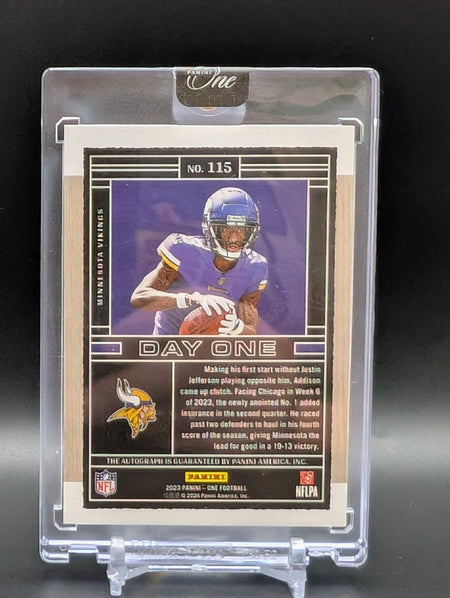 PANINI
One
NO. 115
MINNESOTA VIKINGS
DAY ONE
Making his first start without Justin
Jefferson playing opposite him, Addison
came up clutch. Facing Chicago in Week 6
of 2023, the newly anointed No. 1 added
insurance in the second quarter. He raced
past two defenders to haul in his fourth
score of the season, giving Minnesota the
lead for good in a 19-13 victory.
THE AUTOGRAPH IS GUARANTEED BY PANINI AMERICA, INC.
NFL
PANINI
2023 PANINI – ONE FOOTBALL
© 2024 Panini America, Inc.
NFLPA